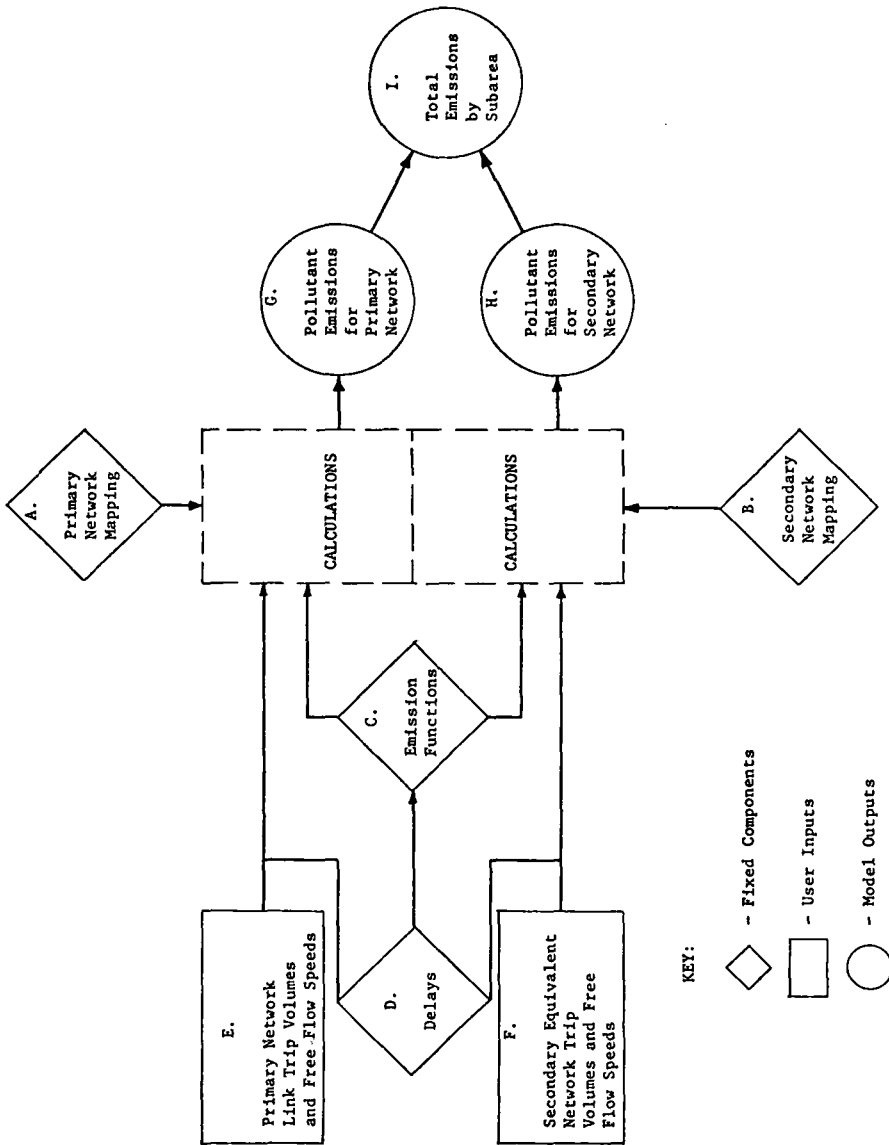 A.
Primary
Network
Mapping
E.
Primary Network
Link Trip Volumes
and Free-Flow Speeds
CALCULATIONS
G.
Pollutant
Emissions
for
Primary
Network
C.
Emission
Functions
D.
Delays
I.
Total
Emissions
by
Subarea
F.
Secondary Equivalent
Network Trip
Volumes and Free
Flow Speeds
CALCULATIONS
H.
Pollutant
Emissions
for
Secondary
Network
B.
Secondary
Network
Mapping
KEY:
- Fixed Components
- User Inputs
- Model Outputs